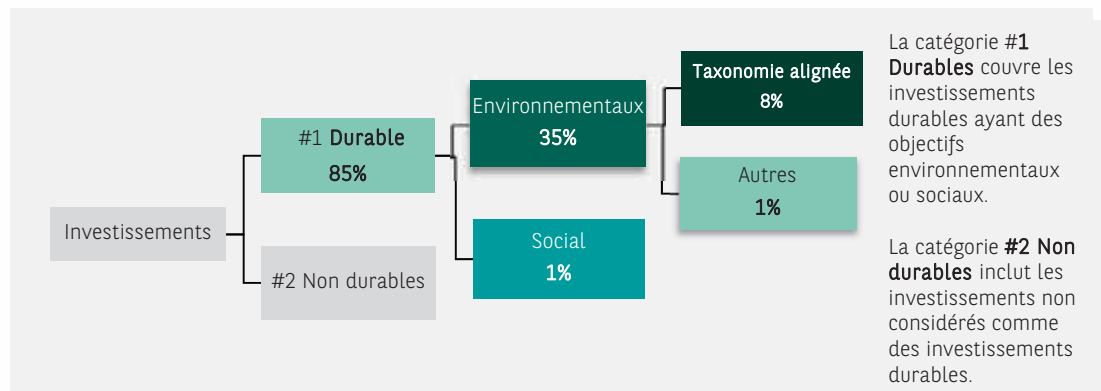 Investissements
#1 Durable
85%
#2 Non durables
Environnementaux
35%
Social
1%
Taxonomie alignée
8%
Autres
1%
La catégorie #1
Durables couvre les
investissements
durables ayant des
objectifs
environnementaux
ou sociaux.
La catégorie #2 Non
durables inclut les
investissements non
considérés comme
des investissements
durables.